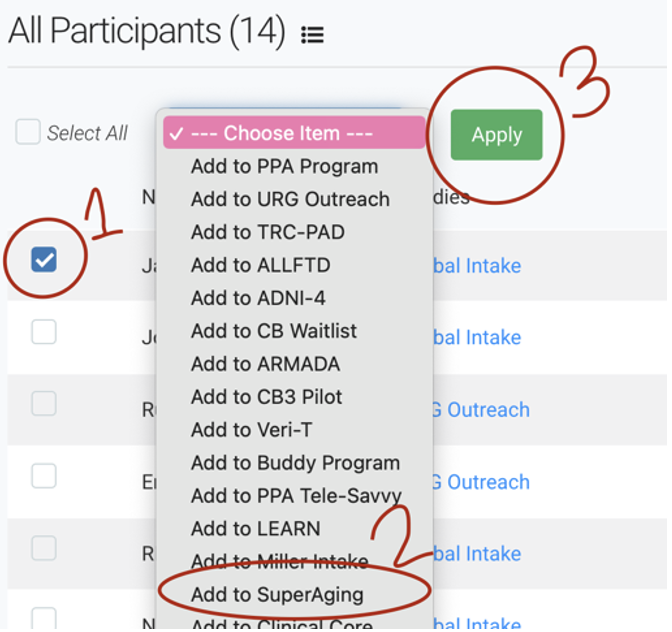 All Participants (14)
3
Select All
✓ --- Choose Item ---
Apply
Add to PPA Program
Add to URG Outreach
N
dies
1
Add to TRC-PAD
Ja
Add to ALLFTD
bal Intake
Add to ADNI-4
Add to CB Waitlist
Jo
bal Intake
Add to ARMADA
Add to CB3 Pilot
R
G Outreach
Add to Veri-T
Add to Buddy Program
Er
G Outreach
Add to PPA Tele-Savvy
Add to LEARN
2
R
Add to Miller Intake
bal Intake
Add to SuperAging
N
Add to Clinical Core
bal Intake